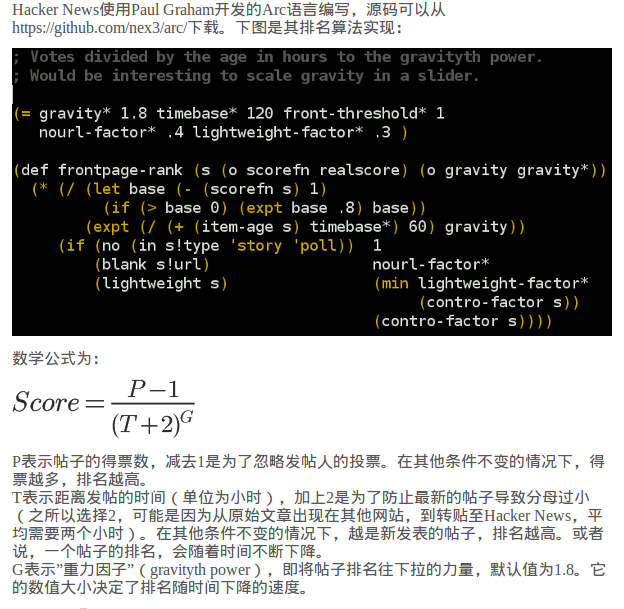 Hacker News使用Paul Graham开发的Arc语言编写，源码可以从
https://github.com/nex3/arc/下载。下图是其排名算法实现：
; Votes divided by the age in hours to the gravityth power.
; Would be interesting to scale gravity in a slider.
(= gravity* 1.8 timebase* 120 front-threshold* 1
nourl-factor* .4 lightweight-factor* .3 )
(def frontpage-rank (s (o scorefn realscore) (o gravity gravity*))
(* (/ (let base (- (scorefn s) 1)
(if (> base 0) (expt base .8) base))
(expt (/ (+ (item-age s) timebase*) 60) gravity))
(if (no (in s!type 'story 'poll)) 1
(blank s!url) nourl-factor*
(lightweight s) (min lightweight-factor*
(contro-factor s))
(contro-factor s))))
数学公式为：
Score = P−1
(T+2)^G
P表示帖子的得票数，减去1是为了忽略发帖人的投票。在其他条件不变的情况下，得
票越多，排名越高。
T表示距离发帖的时间（单位为小时），加上2是为了防止最新的帖子导致分母过小
（之所以选择2，可能是因为从原始文章出现在其他网站，到转贴至Hacker News，平
均需要两个小时）。在其他条件不变的情况下，越是新发表的帖子，排名越高。或者
说，一个帖子的排名，会随着时间不断下降。
G表示”重力因子”（gravityth power），即将帖子排名往下拉的力量，默认值为1.8。它
的数值大小决定了排名随时间下降的速度。